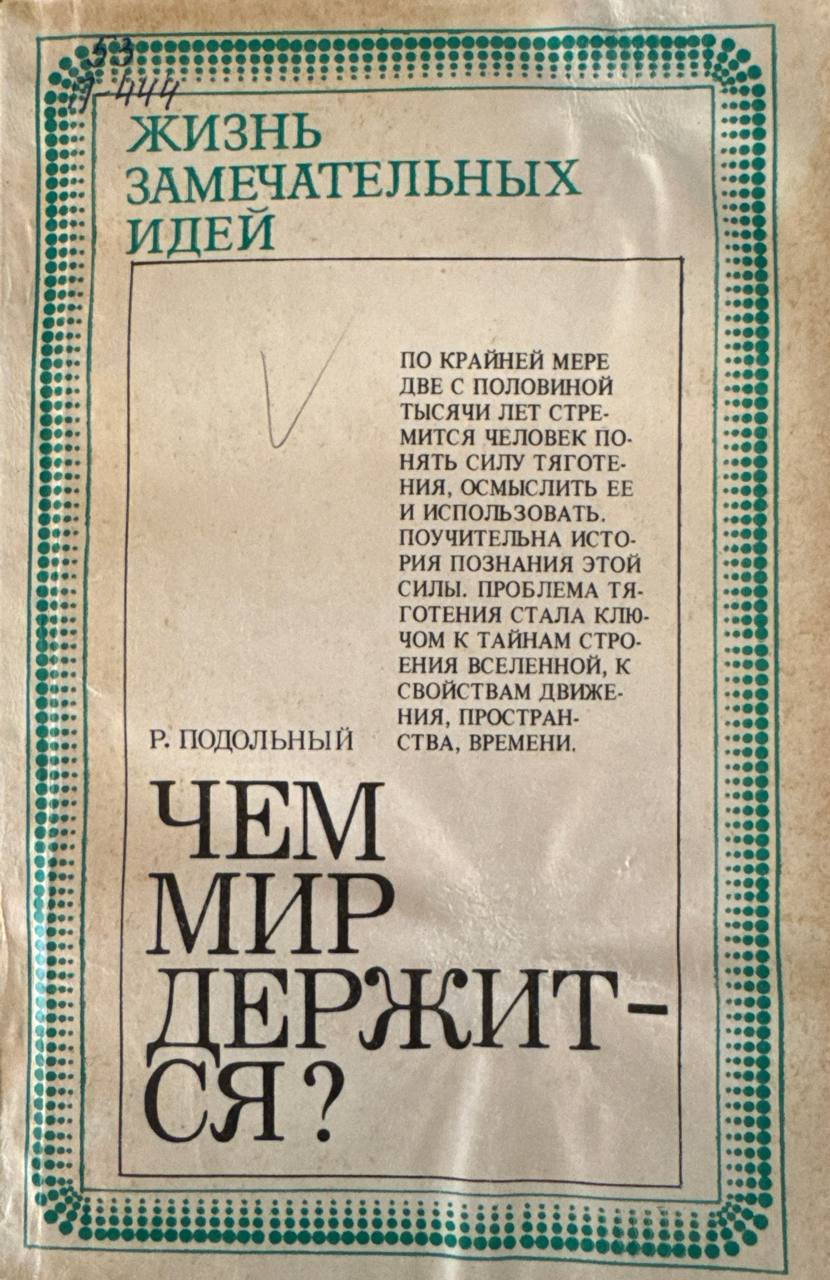 53
П-444
ЖИЗНЬ
ЗАМЕЧАТЕЛЬНЫХ
ИДЕЙ
ПО КРАЙНЕЙ МЕРЕ
ДВЕ С ПОЛОВИНОЙ
ТЫСЯЧИ ЛЕТ СТРЕ-
МИТСЯ ЧЕЛОВЕК ПО-
НЯТЬ СИЛУ ТЯГОТЕ-
НИЯ, ОСМЫСЛИТЬ ЕЕ
И ИСПОЛЬЗОВАТЬ.
ПОУЧИТЕЛЬНА ИСТО-
РИЯ ПОЗНАНИЯ ЭТОЙ
СИЛЫ. ПРОБЛЕМА ТЯ-
ГОТЕНИЯ СТАЛА КЛЮ-
ЧОМ К ТАЙНАМ СТРО-
ЕНИЯ ВСЕЛЕННОЙ, К
СВОЙСТВАМ ДВИЖЕ-
НИЯ, ПРОСТРАН-
СТВА, ВРЕМЕНИ.
Р. ПОДОЛЬНЫЙ
ЧЕМ
МИР
ДЕРЖИТ-
СЯ?